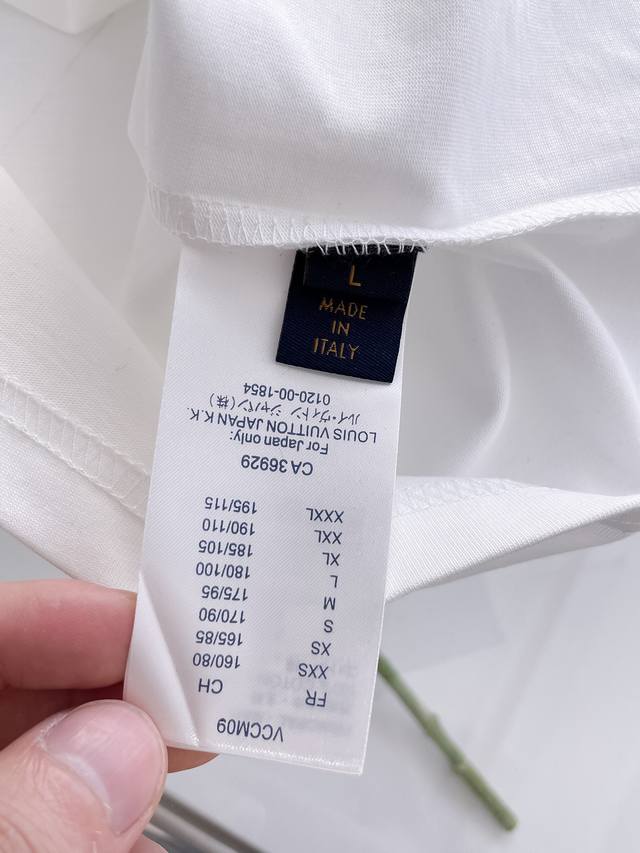 L
MADE
IN
ITALY
VCCM09
FR CH
XXS 160/80
XS 165/85
S 170/90
M 175/95
L 180/100
XL 185/105
XXL 190/110
XXXL 195/115
CA 36929
For Japan only:
LOUIS VUITTON JAPAN K.K.
ルイ・ヴィトン ジャパン(株)
0120-00-1854